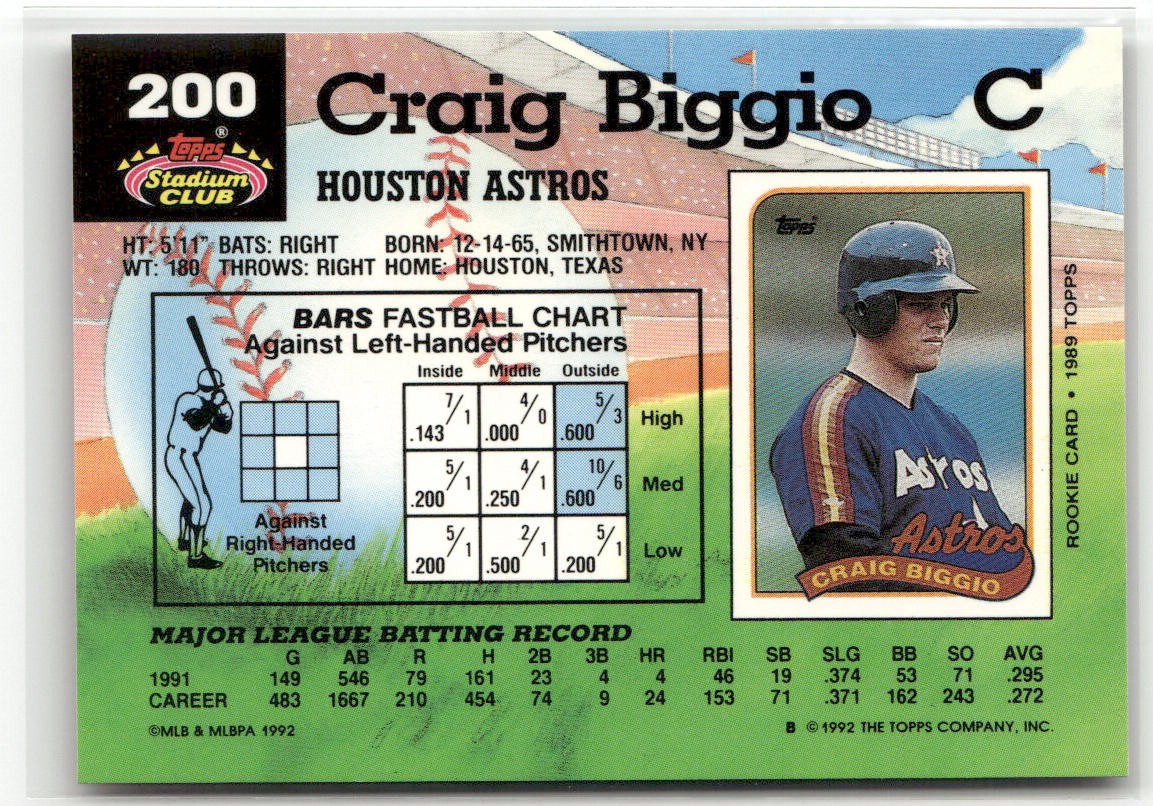 200
Craig Biggio C
Topps®
Stadium
CLUB
HOUSTON ASTROS
HT: 5'11" BATS: RIGHT BORN: 12-14-65, SMITHTOWN, NY
WT: 180 THROWS: RIGHT HOME: HOUSTON, TEXAS
BARS FASTBALL CHART
Against Left-Handed Pitchers
Inside Middle Outside
7/1 4/0 5/3
.143 .000 .600 High
5/1 4/1 10/6
.200 .250 .600 Med
5/1 2/1 5/1
.200 .500 .200 Low
Against
Right-Handed
Pitchers
Topps®
Astros
Astros
CRAIG BIGGIO
ROOKIE CARD • 1989 TOPPS
MAJOR LEAGUE BATTING RECORD
G AB R H 2B 3B HR RBI SB SLG BB SO AVG
1991 149 546 79 161 23 4 4 46 19 .374 53 71 .295
CAREER 483 1667 210 454 74 9 24 153 71 .371 162 243 .272
©MLB & MLBPA 1992
B © 1992 THE TOPPS COMPANY, INC.